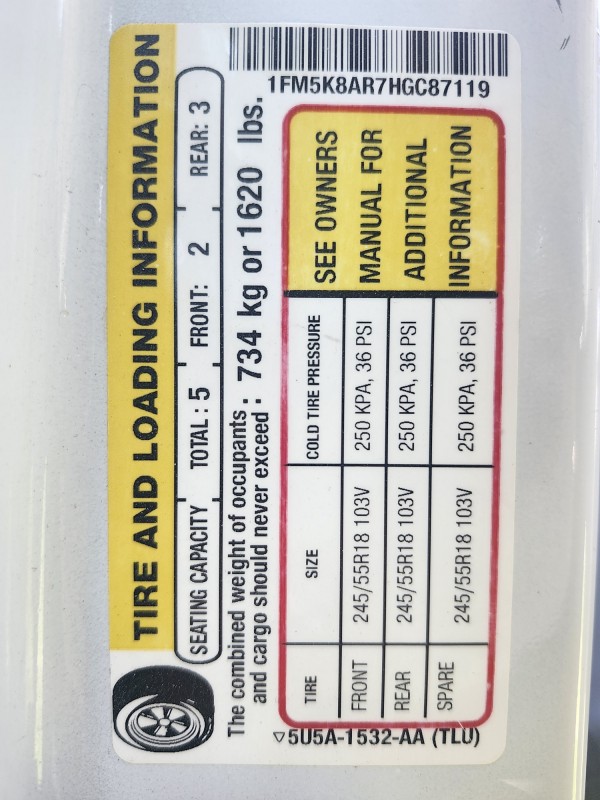 TIRE AND LOADING INFORMATION
SEATING CAPACITY TOTAL : 5 FRONT: 2 REAR: 3
The combined weight of occupants
and cargo should never exceed : 734 kg or 1620 lbs.
1FM5K8AR7HGC87119
TIRE SIZE COLD TIRE PRESSURE
FRONT 245/55R18 103V 250 KPA, 36 PSI
REAR 245/55R18 103V 250 KPA, 36 PSI
SPARE 245/55R18 103V 250 KPA, 36 PSI
SEE OWNERS
MANUAL FOR
ADDITIONAL
INFORMATION
5U5A-1532-AA (TLU)